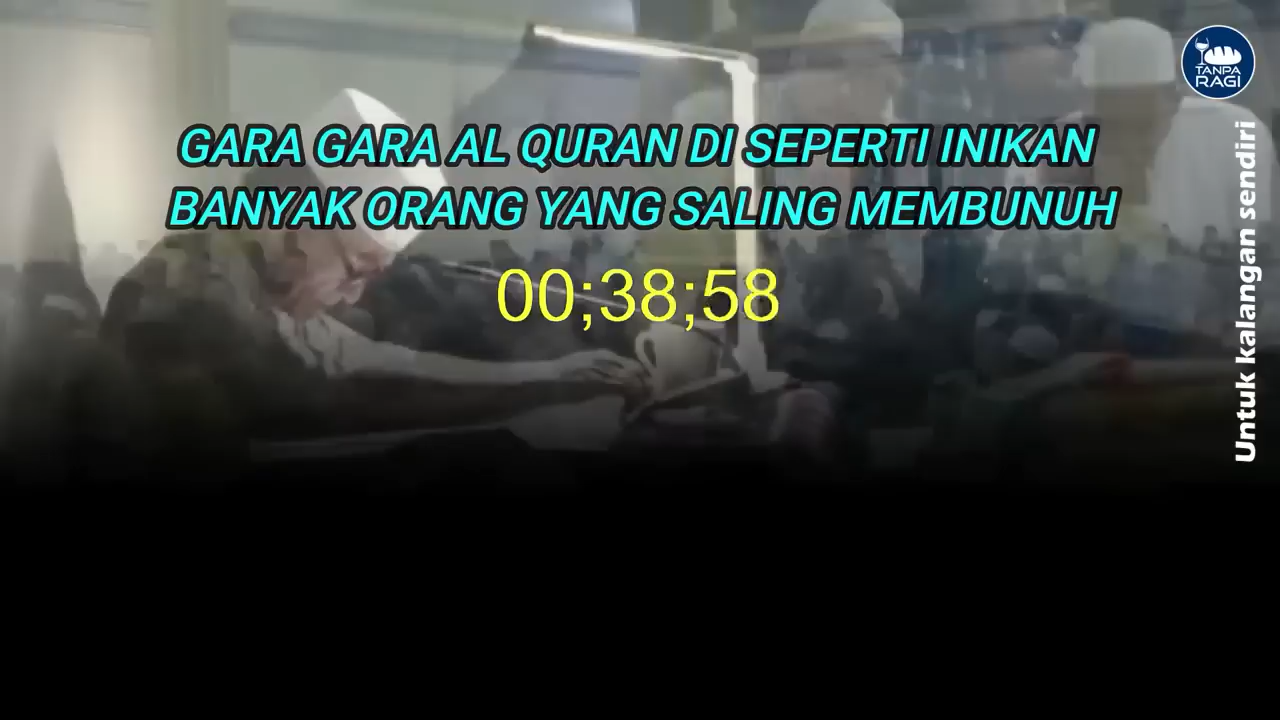 TANPA
RAGI
GARA GARA AL QURAN DI SEPERTI INIKAN
BANYAK ORANG YANG SALING MEMBUNUH
00;38;58
Untuk kalangan sendiri